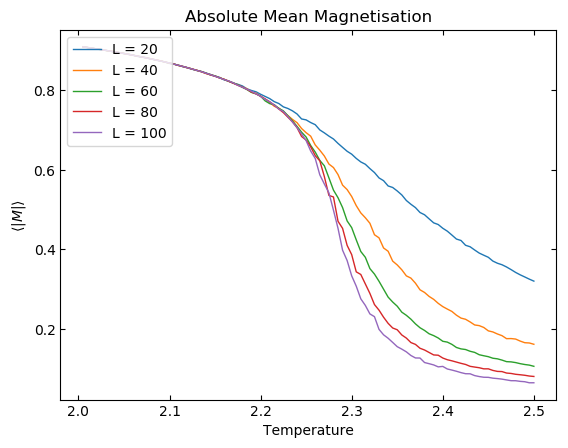 Absolute Mean Magnetisation
L = 20
L = 40
L = 60
L = 80
L = 100
⟨|M|⟩
0.8
0.6
0.4
0.2
2.0 2.1 2.2 2.3 2.4 2.5
Temperature